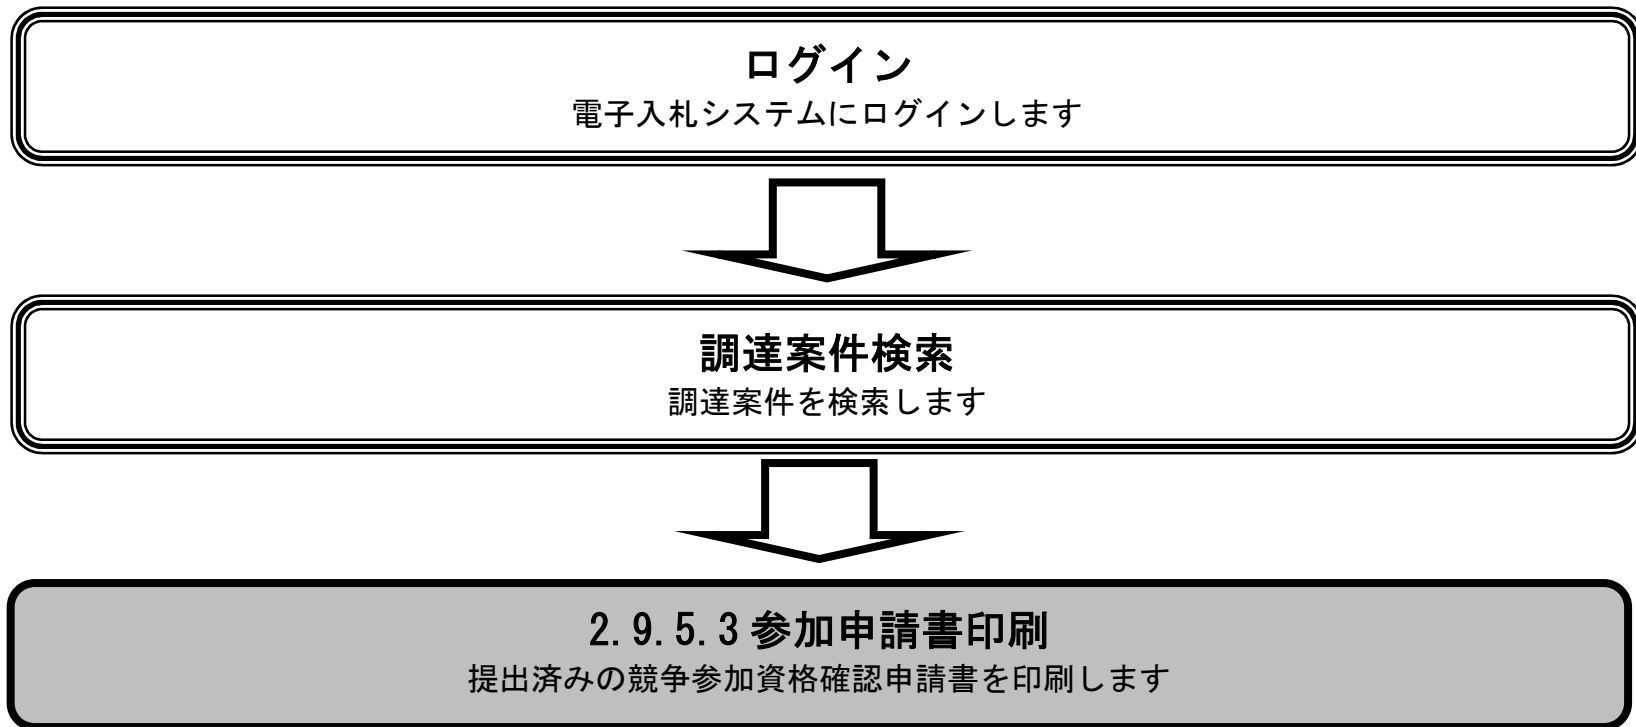 ログイン
電子入札システムにログインします
調達案件検索
調達案件を検索します
2.9.5.3 参加申請書印刷
提出済みの競争参加資格確認申請書を印刷します